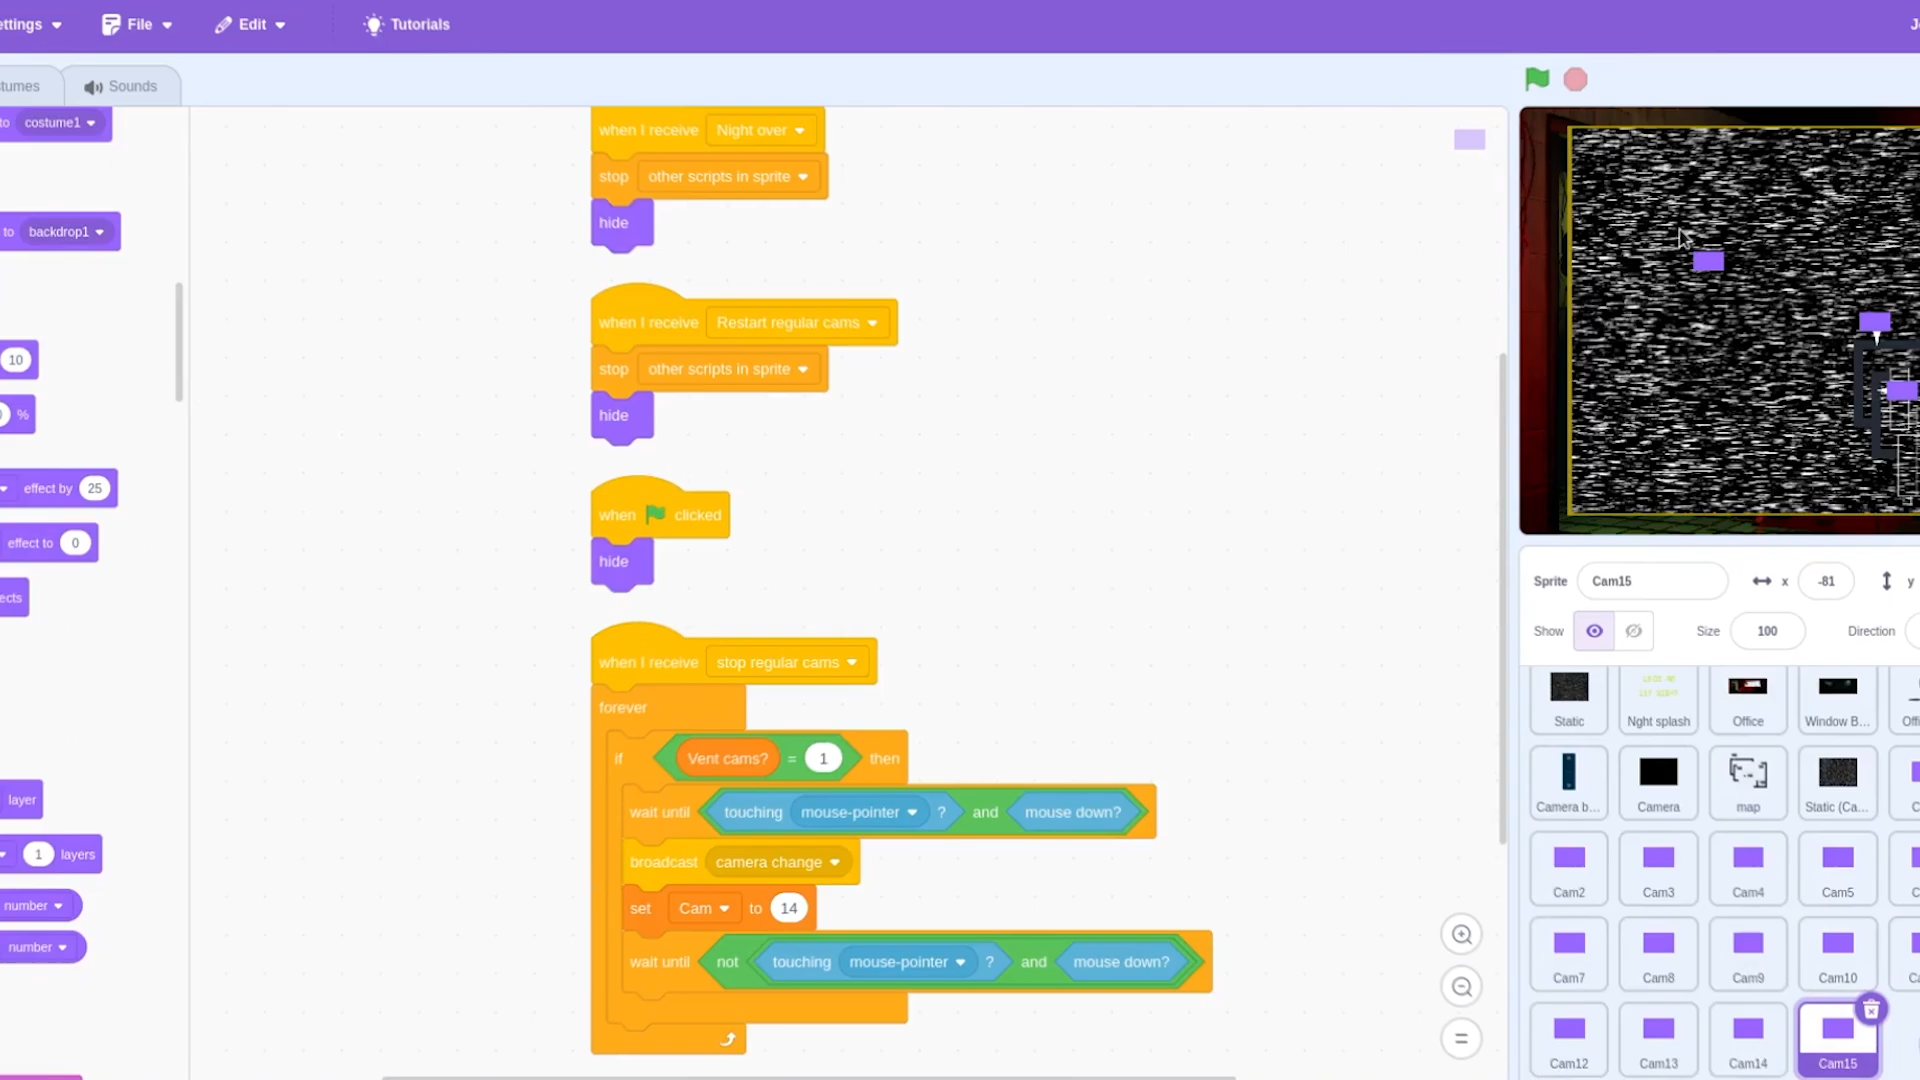 ettings File Edit Tutorials
tumes Sounds
to costume1
to backdrop1
10
%
effect by 25
effect to 0
ects
layer
1 layers
number
number
when I receive Night over
stop other scripts in sprite
hide
when I receive Restart regular cams
stop other scripts in sprite
hide
when clicked
hide
when I receive stop regular cams
forever
if Vent cams? = 1 then
wait until touching mouse-pointer ? and mouse down?
broadcast camera change
set Cam to 14
wait until not touching mouse-pointer ? and mouse down?
Sprite Cam15 x -81 y
Show Size 100 Direction
Static Nght splash Office Window B... Offi
Camera b... Camera map Static (Ca...
Cam2 Cam3 Cam4 Cam5
Cam7 Cam8 Cam9 Cam10
Cam12 Cam13 Cam14 Cam15